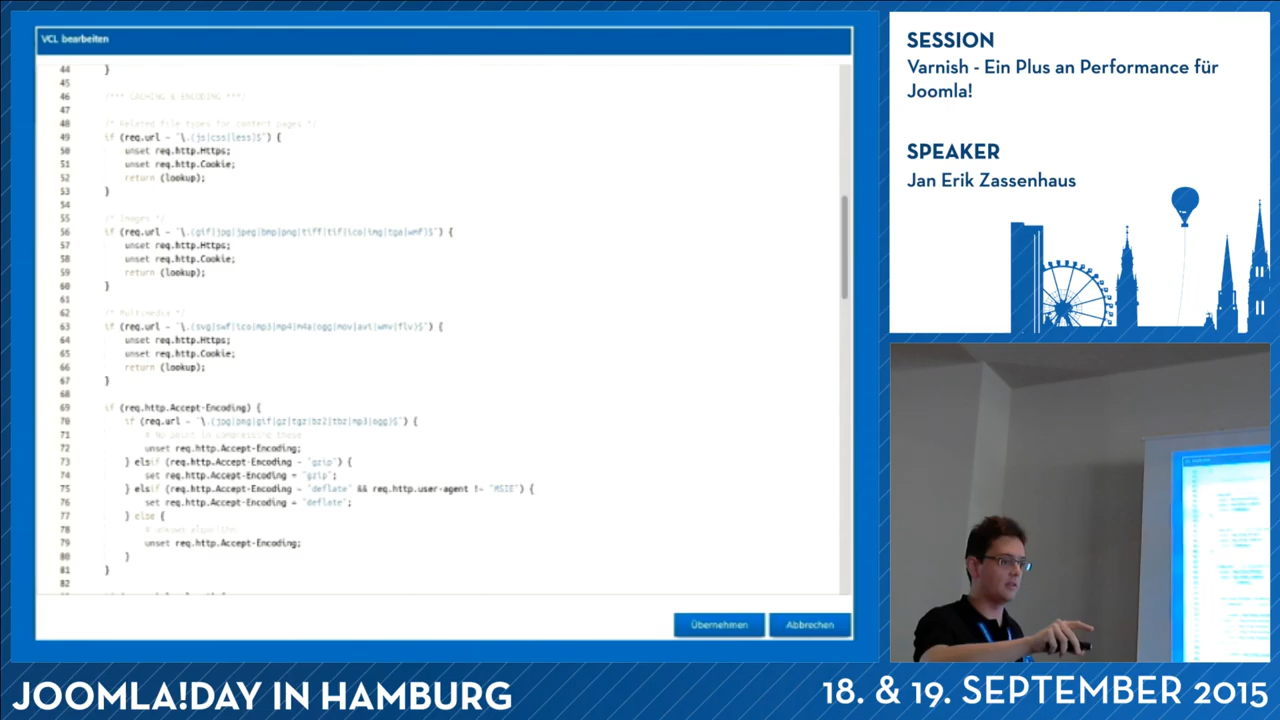 VCL bearbeiten
44 }
45
46 /*** CACHING & ENCODING ***/
47
48 /* Related file types for content pages */
49 if (req.url ~ "\.(js|css|less)$") {
50 unset req.http.Https;
51 unset req.http.Cookie;
52 return (lookup);
53 }
54
55 /* Images */
56 if (req.url ~ "\.(gif|jpg|jpeg|bmp|png|tiff|tif|ico|img|tga|wmf)$") {
57 unset req.http.Https;
58 unset req.http.Cookie;
59 return (lookup);
60 }
61
62 /* Multimedia */
63 if (req.url ~ "\.(svg|swf|ico|mp3|mp4|m4a|ogg|mov|avi|wmv|flv)$") {
64 unset req.http.Https;
65 unset req.http.Cookie;
66 return (lookup);
67 }
68
69 if (req.http.Accept-Encoding) {
70 if (req.url ~ "\.(jpg|png|gif|gz|tgz|bz2|tbz|mp3|ogg)$") {
71 # No point in compressing these
72 unset req.http.Accept-Encoding;
73 } elsif (req.http.Accept-Encoding ~ "gzip") {
74 set req.http.Accept-Encoding = "gzip";
75 } elsif (req.http.Accept-Encoding ~ "deflate" && req.http.user-agent !~ "MSIE") {
76 set req.http.Accept-Encoding = "deflate";
77 } else {
78 # unkown algorithm
79 unset req.http.Accept-Encoding;
80 }
81 }
82
Übernehmen
Abbrechen
SESSION
Varnish - Ein Plus an Performance für
Joomla!
SPEAKER
Jan Erik Zassenhaus
JOOMLA!DAY IN HAMBURG
18. & 19. SEPTEMBER 2015